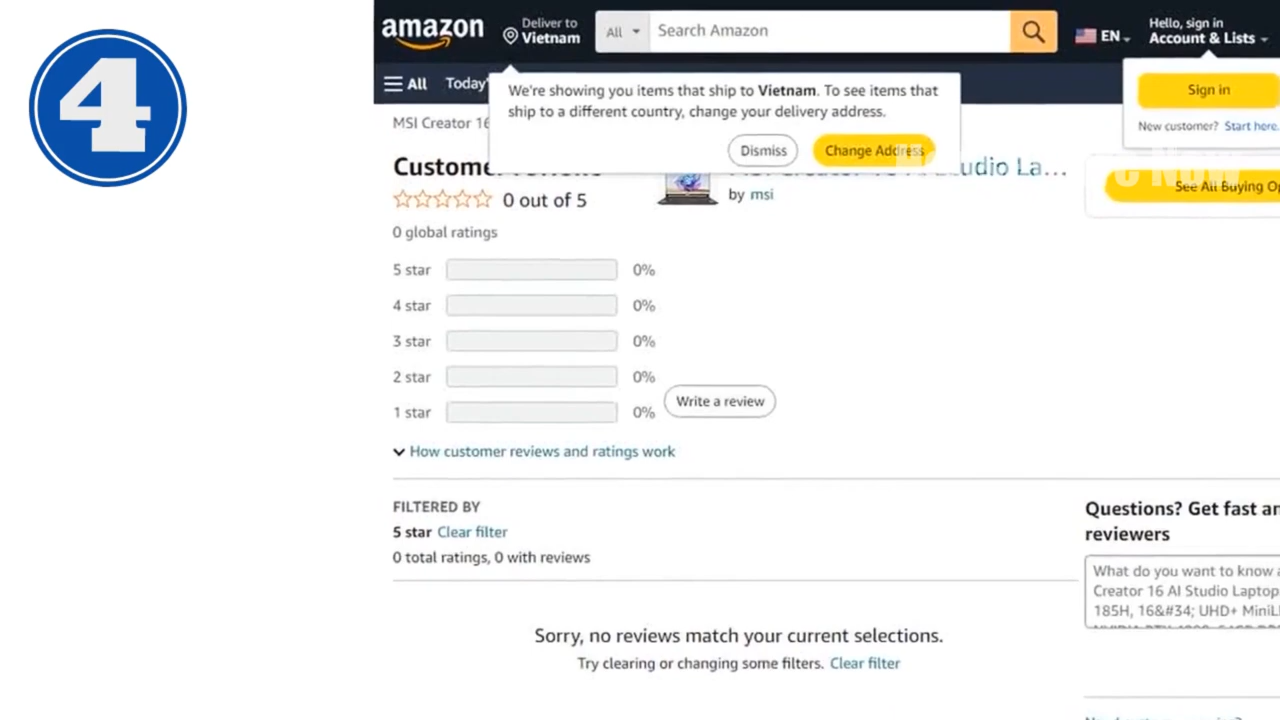 4
amazon
Deliver to
Vietnam
All
Search Amazon
EN
Hello, sign in
Account & Lists
All
Today'
We're showing you items that ship to Vietnam. To see items that
ship to a different country, change your delivery address.
Dismiss
Change Address
Sign in
New customer? Start here.
MSI Creator 16
Custome
udio La...
by msi
Now
See All Buying Op
0 out of 5
0 global ratings
5 star 0%
4 star 0%
3 star 0%
2 star 0%
1 star 0%
Write a review
How customer reviews and ratings work
FILTERED BY
5 star Clear filter
0 total ratings, 0 with reviews
Sorry, no reviews match your current selections.
Try clearing or changing some filters. Clear filter
Questions? Get fast an
reviewers
What do you want to know a
Creator 16 AI Studio Laptop
185H, 16&#34; UHD+ MiniL